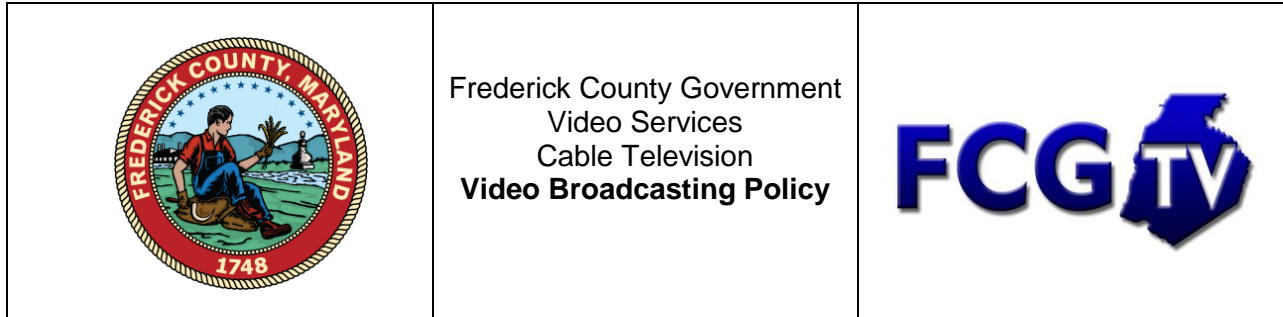 FREDERICK COUNTY, MARYLAND
1748
Frederick County Government
Video Services
Cable Television
Video Broadcasting Policy
FCG TV